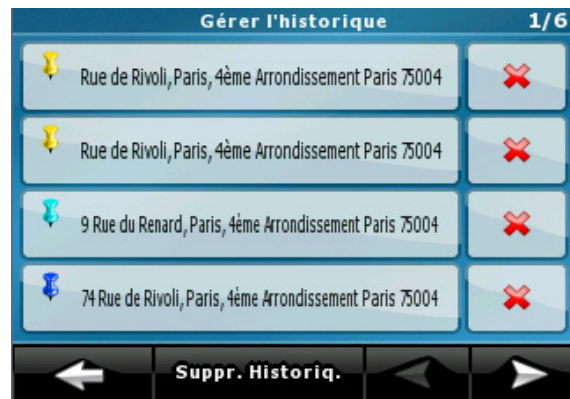 Gérer l'historique 1/6
Rue de Rivoli, Paris, 4ème Arrondissement Paris 75004
Rue de Rivoli, Paris, 4ème Arrondissement Paris 75004
9 Rue du Renard, Paris, 4ème Arrondissement Paris 75004
74 Rue de Rivoli, Paris, 4ème Arrondissement Paris 75004
Suppr. Historiq.